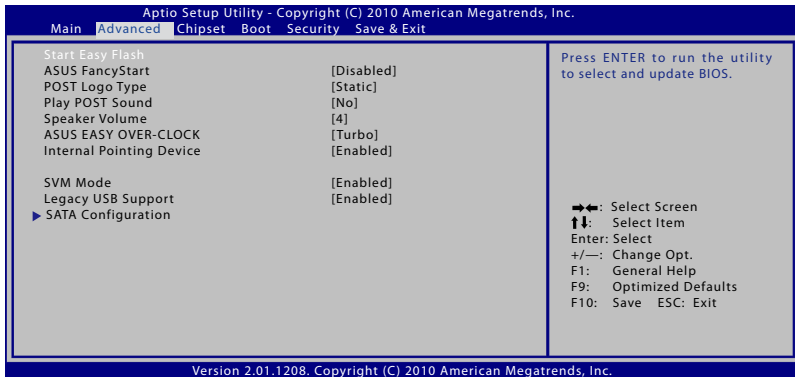 Aptio Setup Utility - Copyright (C) 2010 American Megatrends, Inc.
Main Advanced Chipset Boot Security Save & Exit
Start Easy Flash
ASUS FancyStart [Disabled]
POST Logo Type [Static]
Play POST Sound [No]
Speaker Volume [4]
ASUS EASY OVER-CLOCK [Turbo]
Internal Pointing Device [Enabled]
SVM Mode [Enabled]
Legacy USB Support [Enabled]
SATA Configuration
Press ENTER to run the utility
to select and update BIOS.
→←: Select Screen
↑↓: Select Item
Enter: Select
+/—: Change Opt.
F1: General Help
F9: Optimized Defaults
F10: Save ESC: Exit
Version 2.01.1208. Copyright (C) 2010 American Megatrends, Inc.